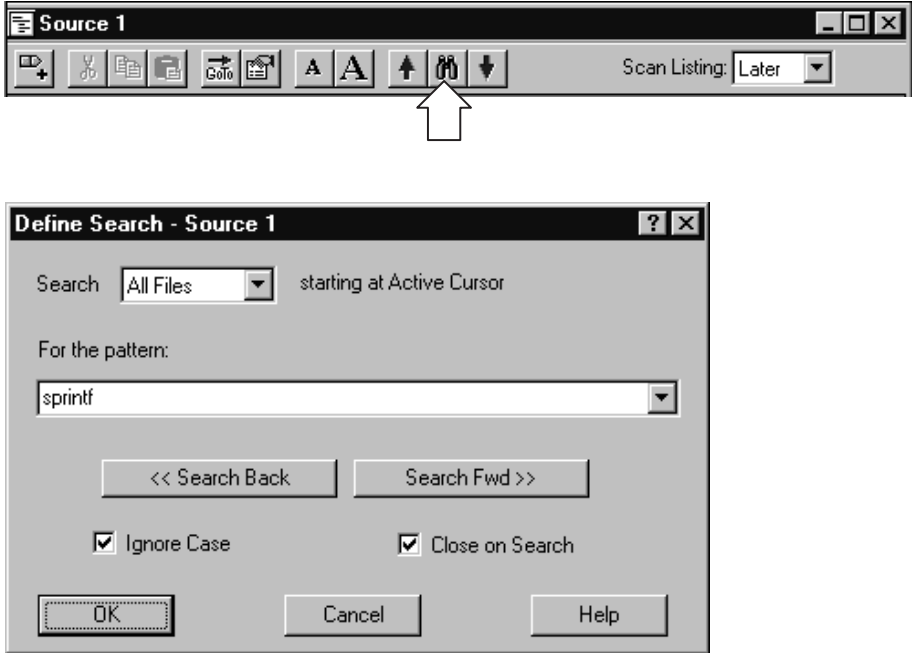 Source 1
GoTo A A Scan Listing: Later
Define Search - Source 1
Search All Files starting at Active Cursor
For the pattern:
sprintf
<< Search Back Search Fwd >>
Ignore Case Close on Search
OK Cancel Help